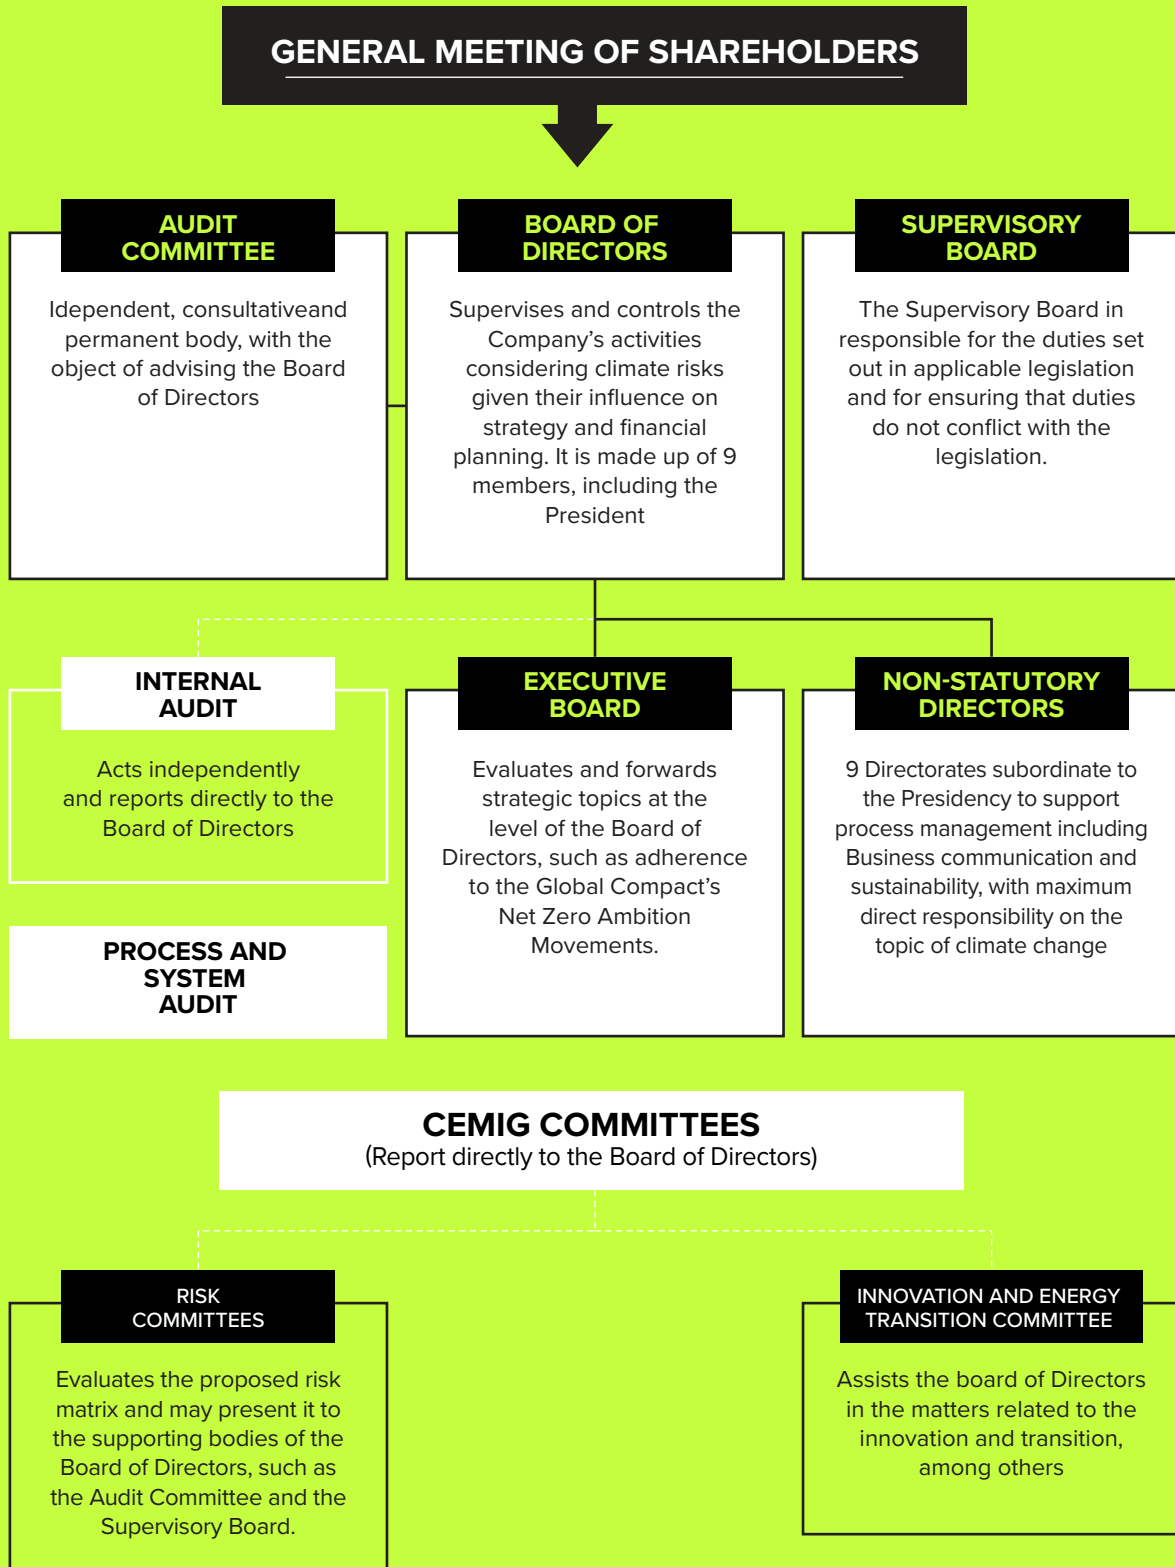 GENERAL MEETING OF SHAREHOLDERS
AUDIT
COMMITTEE
Idependent, consultativeand
permanent body, with the
object of advising the Board
of Directors
BOARD OF
DIRECTORS
Supervises and controls the
Company’s activities
considering climate risks
given their influence on
strategy and financial
planning. It is made up of 9
members, including the
President
SUPERVISORY
BOARD
The Supervisory Board in
responsible for the duties set
out in applicable legislation
and for ensuring that duties
do not conflict with the
legislation.
INTERNAL
AUDIT
Acts independently
and reports directly to the
Board of Directors
PROCESS AND
SYSTEM
AUDIT
EXECUTIVE
BOARD
Evaluates and forwards
strategic topics at the
level of the Board of
Directors, such as adherence
to the Global Compact’s
Net Zero Ambition
Movements.
NON-STATUTORY
DIRECTORS
9 Directorates subordinate to
the Presidency to support
process management including
Business communication and
sustainability, with maximum
direct responsibility on the
topic of climate change
CEMIG COMMITTEES
(Report directly to the Board of Directors)
RISK
COMMITTEES
Evaluates the proposed risk
matrix and may present it to
the supporting bodies of the
Board of Directors, such as
the Audit Committee and the
Supervisory Board.
INNOVATION AND ENERGY
TRANSITION COMMITTEE
Assists the board of Directors
in the matters related to the
innovation and transition,
among others